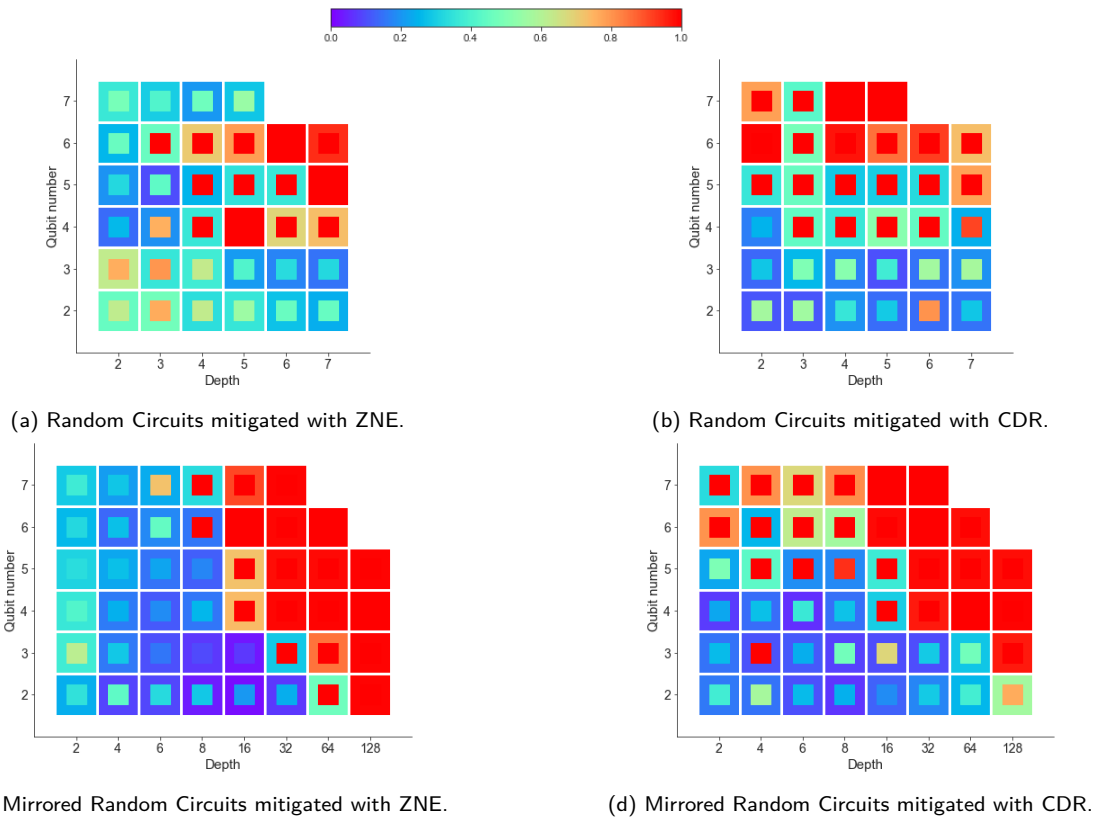 0.0 0.2 0.4 0.6 0.8 1.0
Qubit number
7
6
5
4
3
2
2 3 4 5 6 7
Depth
(a) Random Circuits mitigated with ZNE.
Qubit number
7
6
5
4
3
2
2 3 4 5 6 7
Depth
(b) Random Circuits mitigated with CDR.
Qubit number
7
6
5
4
3
2
2 4 6 8 16 32 64 128
Depth
Mirrored Random Circuits mitigated with ZNE.
Qubit number
7
6
5
4
3
2
2 4 6 8 16 32 64 128
Depth
(d) Mirrored Random Circuits mitigated with CDR.